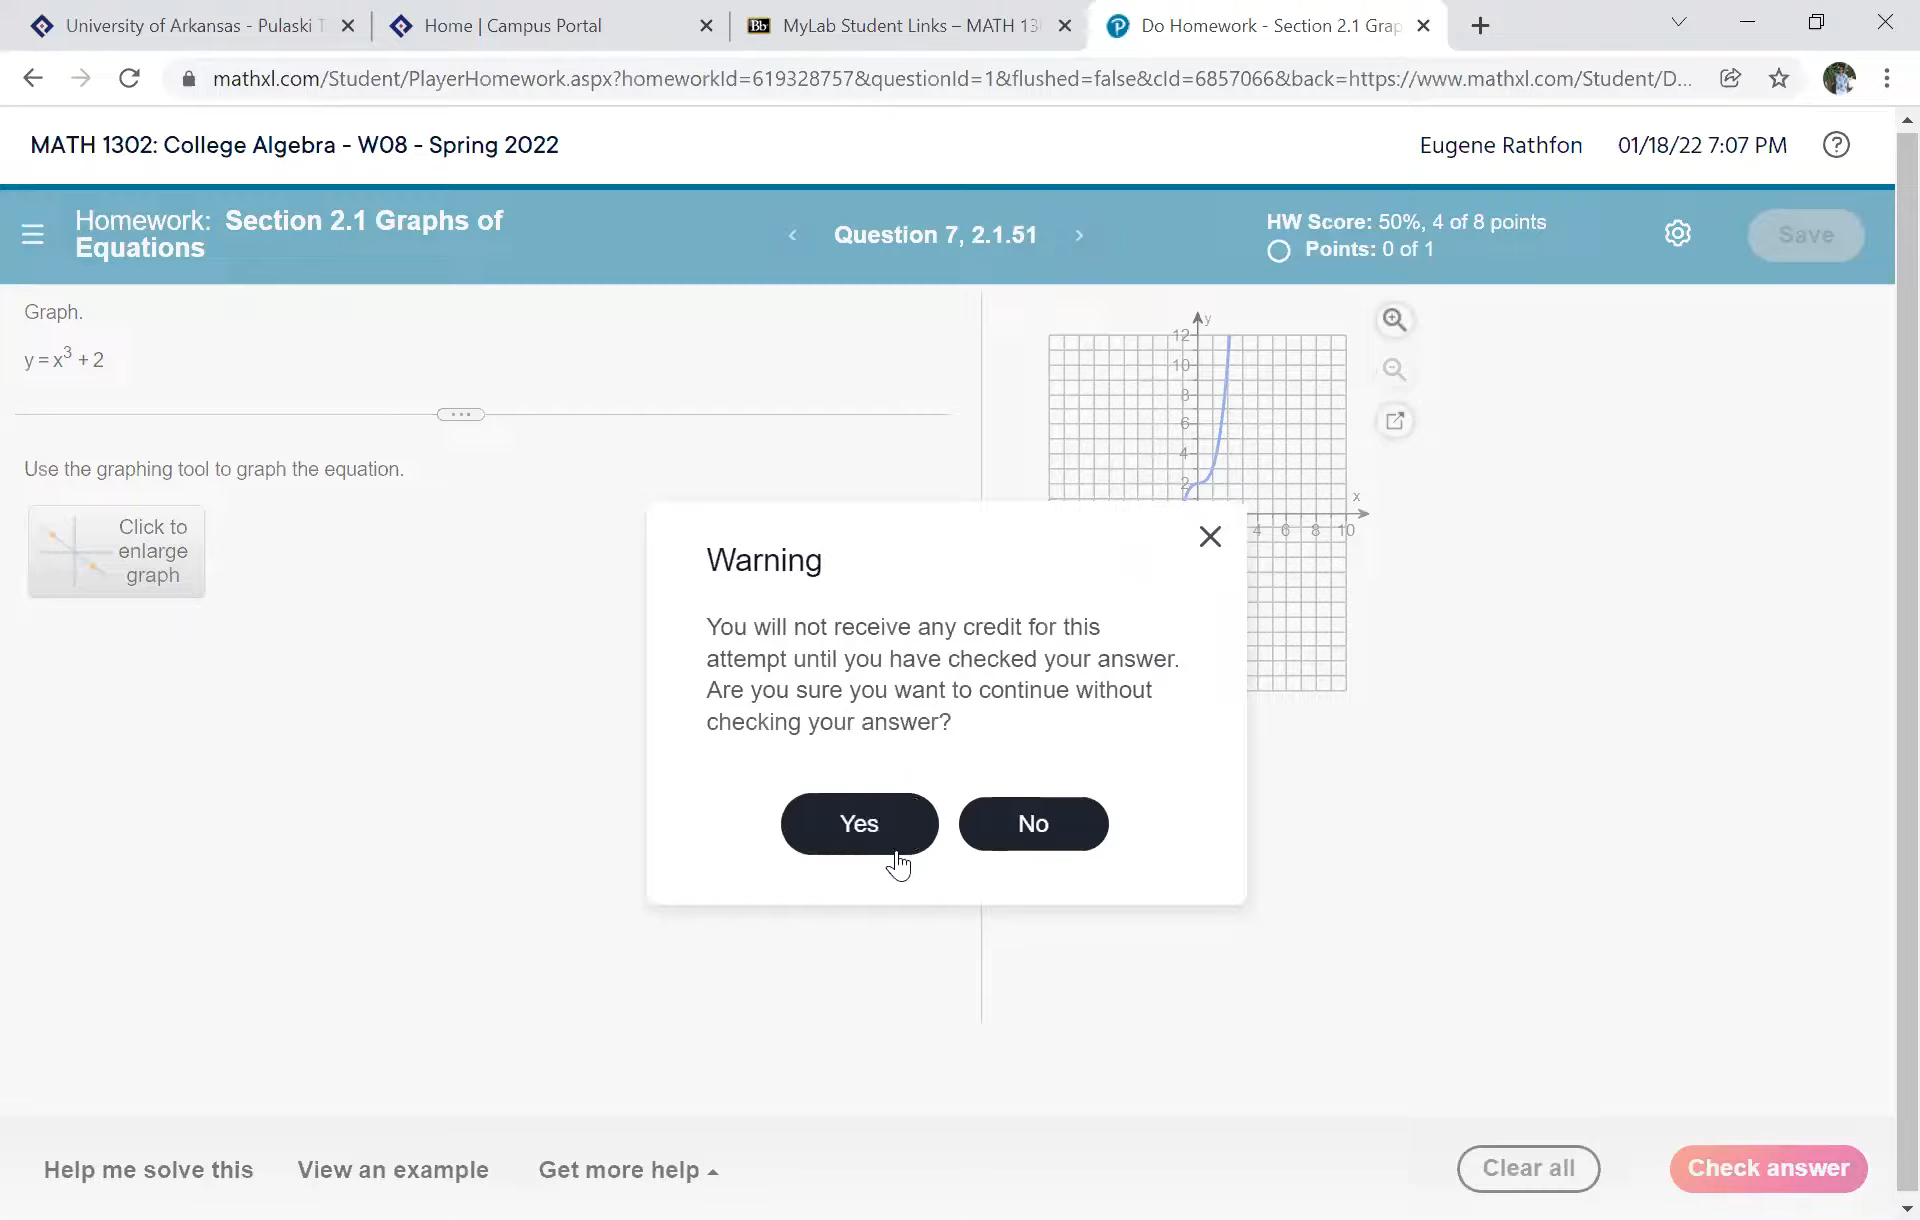 University of Arkansas - Pulaski T
Home | Campus Portal
Bb MyLab Student Links – MATH 13
Do Homework - Section 2.1 Grap
mathxl.com/Student/PlayerHomework.aspx?homeworkId=619328757&questionId=1&flushed=false&cId=6857066&back=https://www.mathxl.com/Student/D...
MATH 1302: College Algebra - W08 - Spring 2022
Eugene Rathfon 01/18/22 7:07 PM ?
Homework: Section 2.1 Graphs of
Equations
Question 7, 2.1.51
HW Score: 50%, 4 of 8 points
Points: 0 of 1
Save
Graph.
y = x³ + 2
Use the graphing tool to graph the equation.
Click to
enlarge
graph
y
12
10
8
6
4
2
x
4 6 8 10
Warning
You will not receive any credit for this
attempt until you have checked your answer.
Are you sure you want to continue without
checking your answer?
Yes No
Help me solve this View an example Get more help
Clear all Check answer